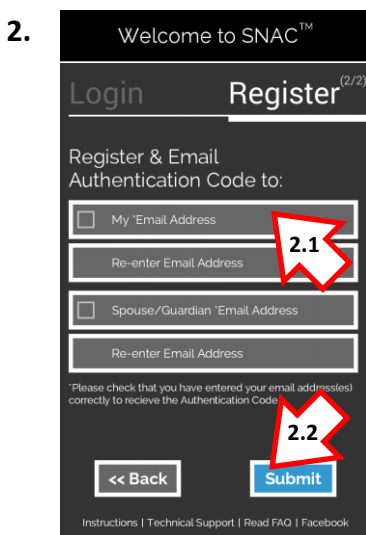 2.
Welcome to SNAC™
Login
Register (2/2)
Register & Email
Authentication Code to:
My *Email Address
2.1
Re-enter Email Address
Spouse/Guardian *Email Address
Re-enter Email Address
*Please check that you have entered your email address(es)
correctly to recieve the Authentication Code
2.2
<< Back
Submit
Instructions | Technical Support | Read FAQ | Facebook